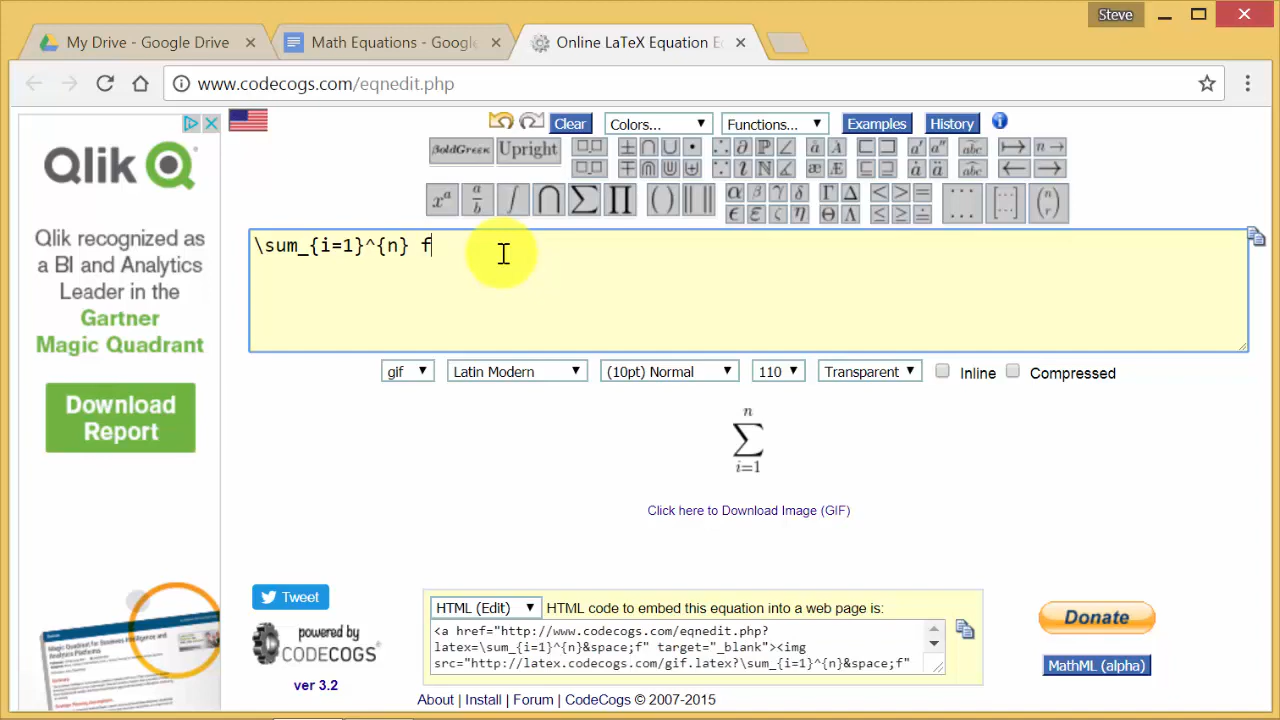 Steve
My Drive - Google Drive
Math Equations - Google
Online LaTeX Equation Ec
www.codecogs.com/eqnedit.php
Clear
Colors...
Functions...
Examples
History
βoldGreek
Upright
Qlik
Qlik recognized as
a BI and Analytics
Leader in the
Gartner
Magic Quadrant
Download
Report
\sum_{i=1}^{n} f
gif
Latin Modern
(10pt) Normal
110
Transparent
Inline
Compressed
n
∑
i=1
Click here to Download Image (GIF)
Tweet
powered by
CODECOGS
ver 3.2
HTML (Edit)
HTML code to embed this equation into a web page is:
<a href="http://www.codecogs.com/eqnedit.php?
latex=\sum_{i=1}^{n}&space;f" target="_blank"><img
src="http://latex.codecogs.com/gif.latex?\sum_{i=1}^{n}&space;f"
Donate
MathML (alpha)
About | Install | Forum | CodeCogs © 2007-2015